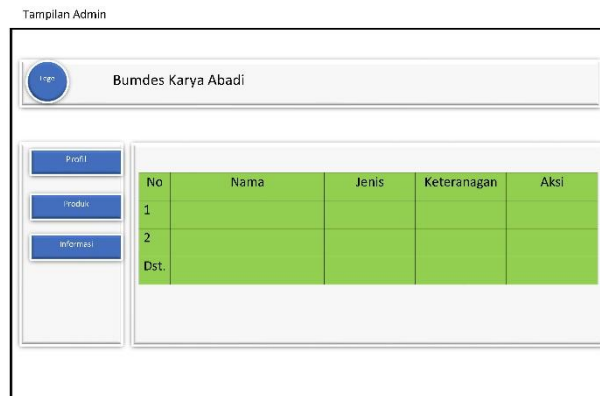 Tampilan Admin
Logo
Bumdes Karya Abadi
Profil
Produk
Informasi
No Nama Jenis Keteranagan Aksi
1
2
Dst.